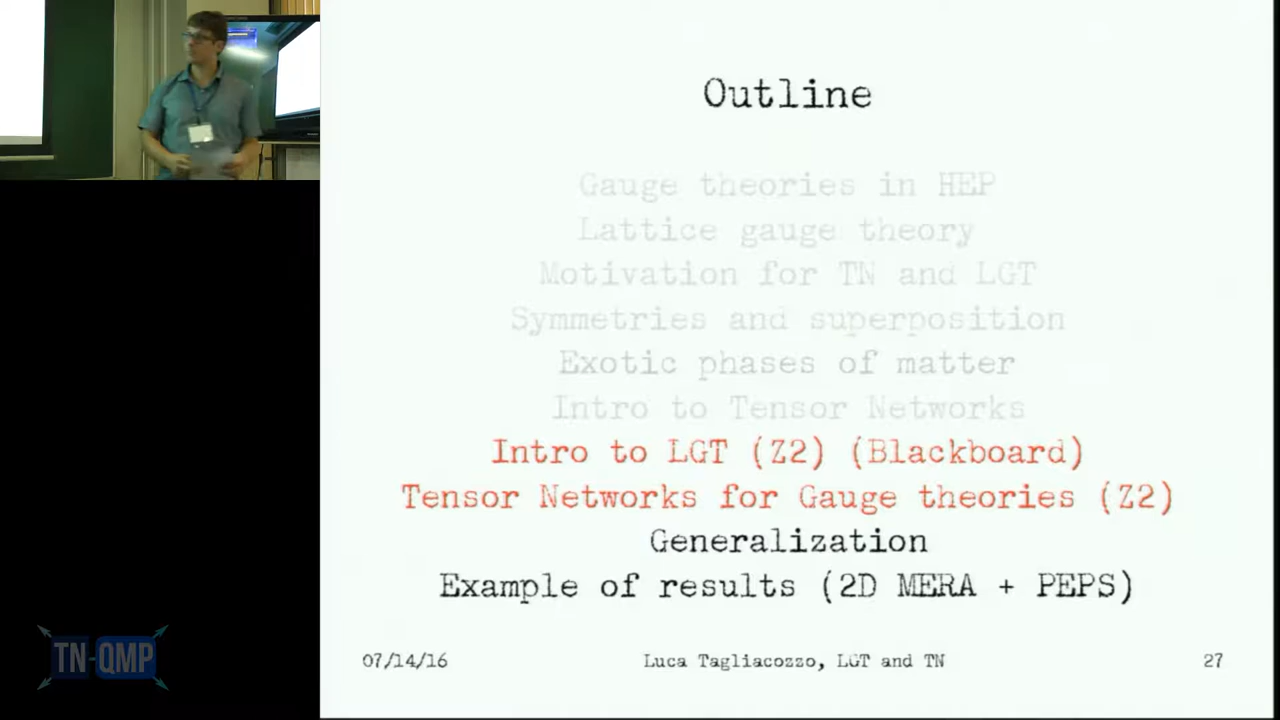 Outline
Gauge theories in HEP
Lattice gauge theory
Motivation for TN and LGT
Symmetries and superposition
Exotic phases of matter
Intro to Tensor Networks
Intro to LGT (Z2) (Blackboard)
Tensor Networks for Gauge theories (Z2)
Generalization
Example of results (2D MERA + PEPS)
07/14/16
Luca Tagliacozzo, LGT and TN
27
TN-QMP